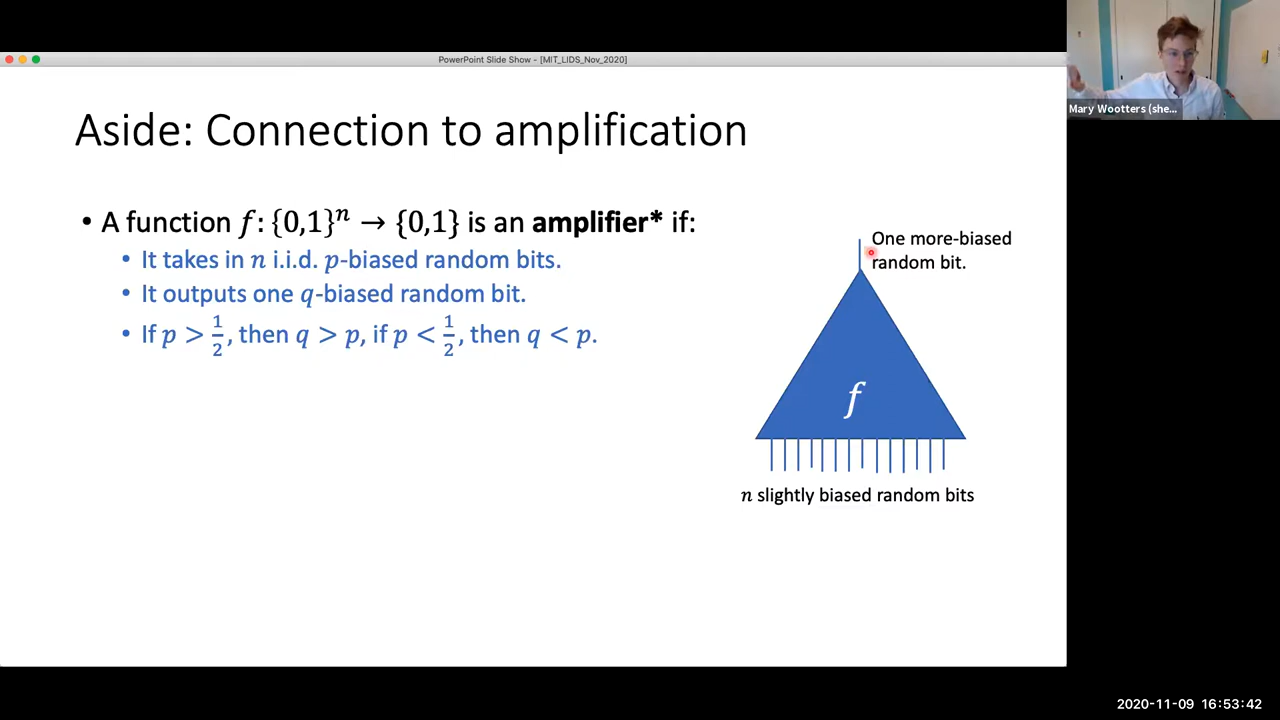 PowerPoint Slide Show - [MIT_LIDS_Nov_2020]
Mary Wootters (she...
Aside: Connection to amplification
• A function f: {0,1}ⁿ → {0,1} is an amplifier* if:
• It takes in n i.i.d. p-biased random bits.
• It outputs one q-biased random bit.
• If p > 1/2, then q > p, if p < 1/2, then q < p.
One more-biased
random bit.
f
n slightly biased random bits
2020-11-09 16:53:42